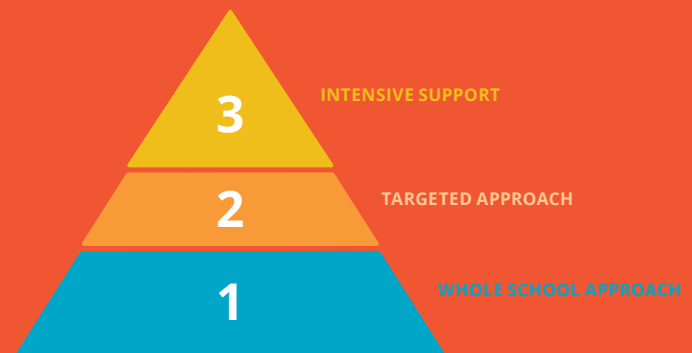 3
INTENSIVE SUPPORT
2
TARGETED APPROACH
1
WHOLE SCHOOL APPROACH